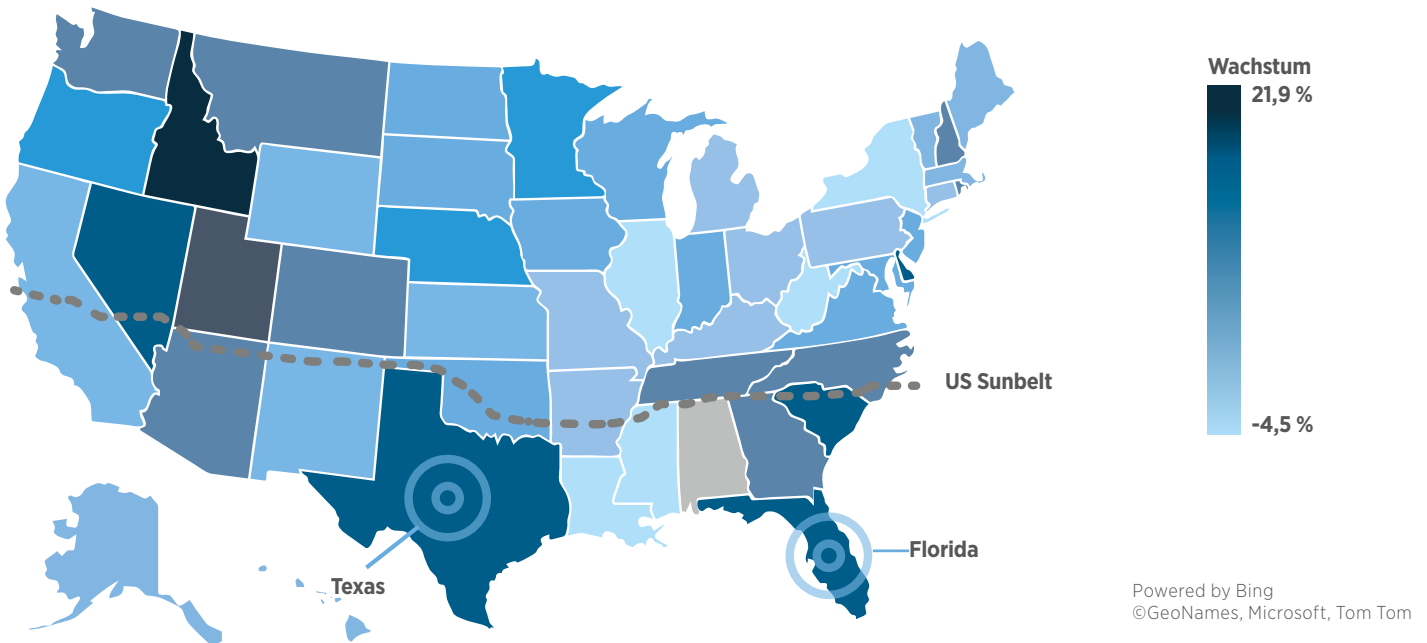 Wachstum
21,9 %
US Sunbelt
-4,5 %
Florida
Texas
Powered by Bing
©GeoNames, Microsoft, Tom Tom